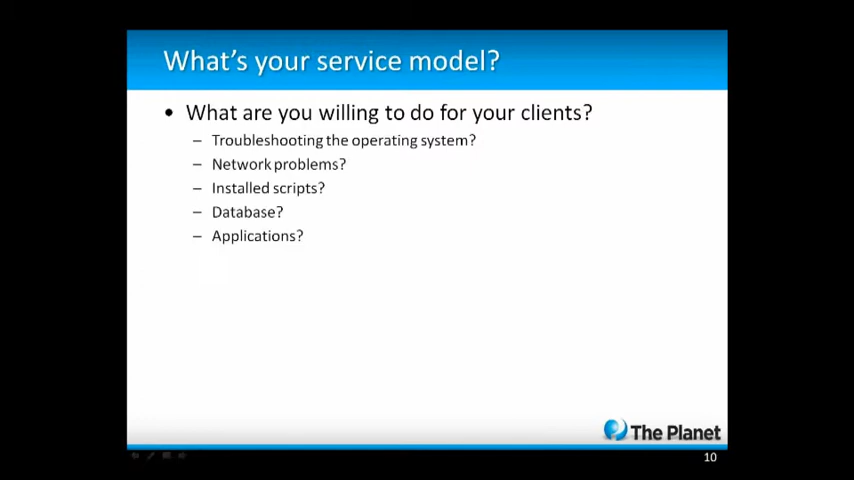 What's your service model?
• What are you willing to do for your clients?
– Troubleshooting the operating system?
– Network problems?
– Installed scripts?
– Database?
– Applications?
The Planet
10